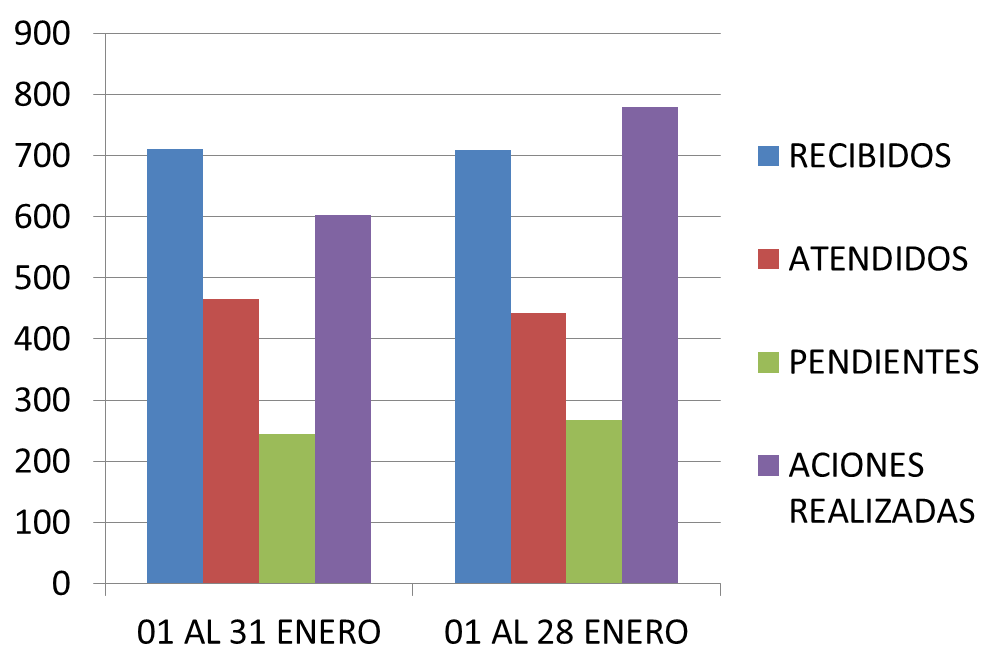 900
800
700
600
500
400
300
200
100
0
01 AL 31 ENERO
01 AL 28 ENERO
RECIBIDOS
ATENDIDOS
PENDIENTES
ACIONES
REALIZADAS